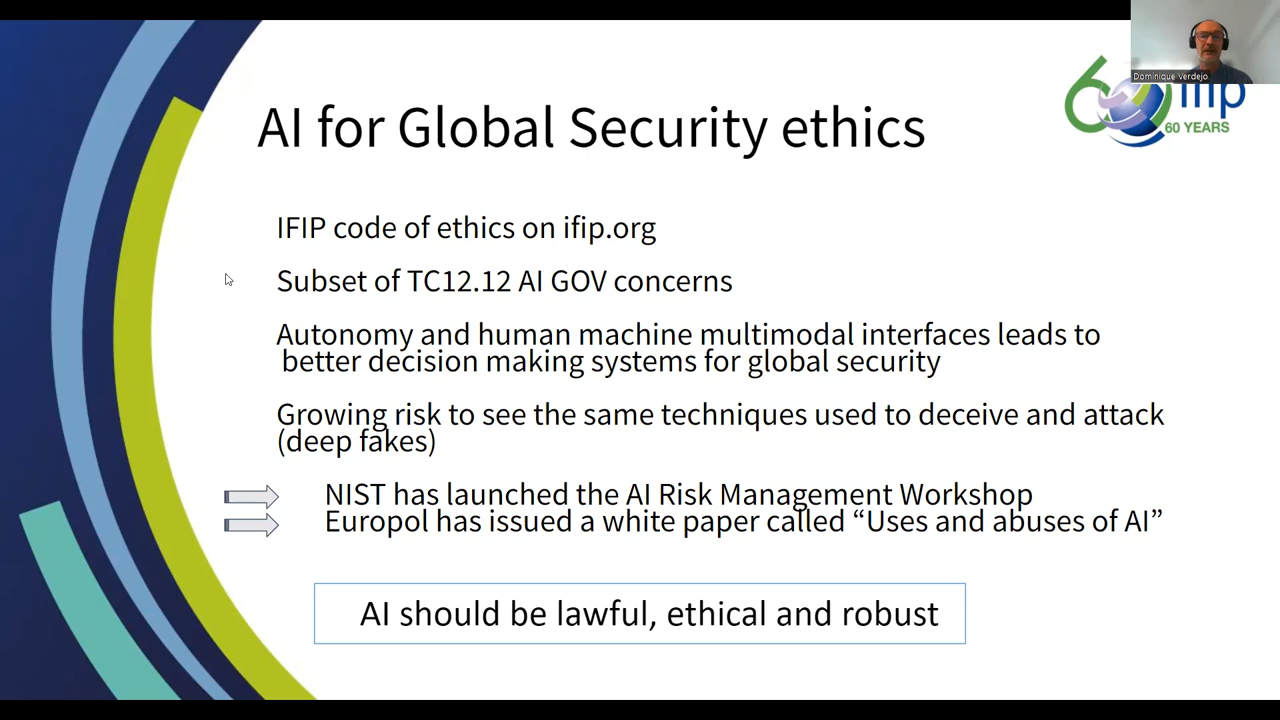 Dominique Verdejo
60 ifip
60 YEARS
AI for Global Security ethics
IFIP code of ethics on ifip.org
Subset of TC12.12 AI GOV concerns
Autonomy and human machine multimodal interfaces leads to
better decision making systems for global security
Growing risk to see the same techniques used to deceive and attack
(deep fakes)
NIST has launched the AI Risk Management Workshop
Europol has issued a white paper called “Uses and abuses of AI”
AI should be lawful, ethical and robust